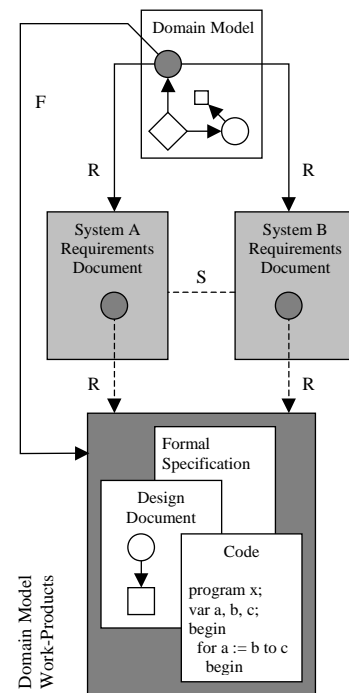 Domain Model
F
R
R
System A
Requirements
Document
System B
Requirements
Document
S
R
R
Formal
Specification
Design
Document
Code
program x;
var a, b, c;
begin
for a := b to c
begin
Domain Model
Work-Products